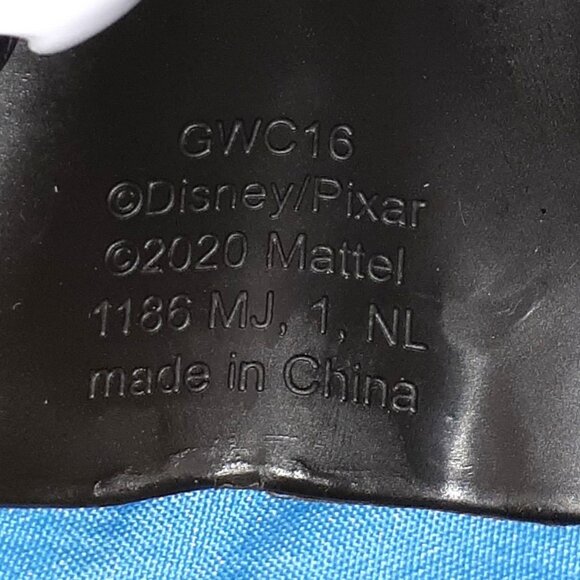 GWC16
©Disney/Pixar
©2020 Mattel
1186 MJ, 1, NL
made in China